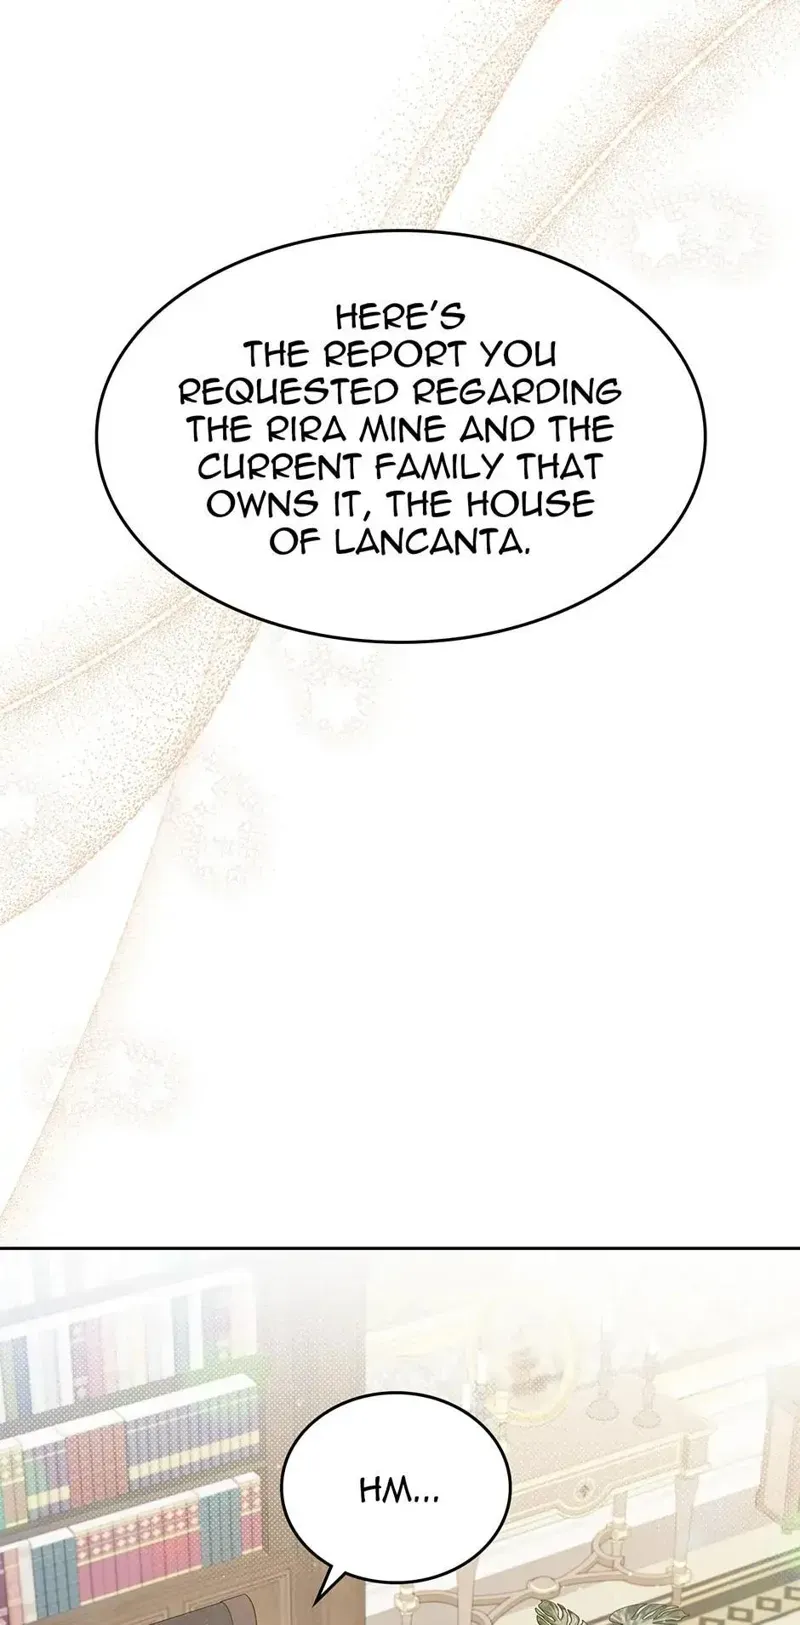 HERE'S
THE REPORT YOU
REQUESTED REGARDING
THE RIRA MINE AND THE
CURRENT FAMILY THAT
OWNS IT, THE HOUSE
OF LANCANTA.
HM...